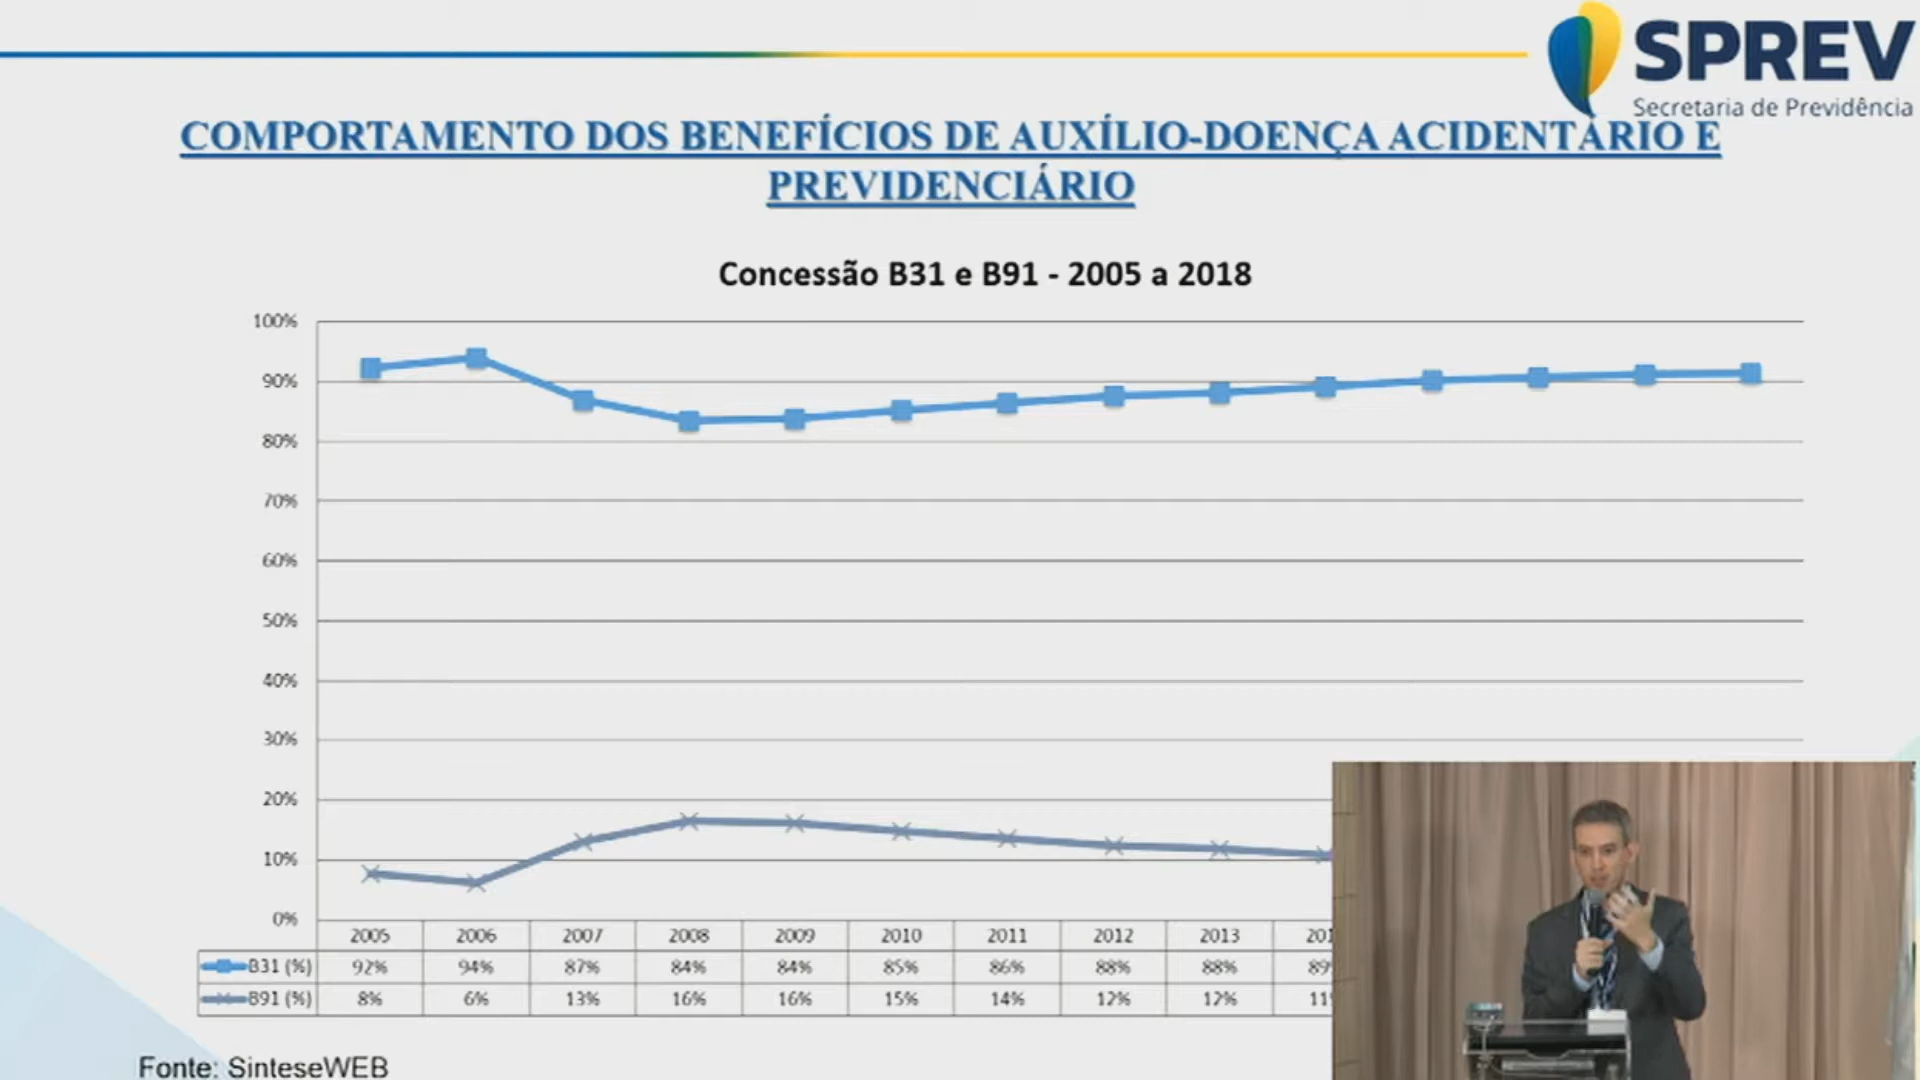 SPREV
Secretaria de Previdência
COMPORTAMENTO DOS BENEFÍCIOS DE AUXÍLIO-DOENÇA ACIDENTÁRIO E
PREVIDENCIÁRIO
Concessão B31 e B91 - 2005 a 2018
100%
90%
80%
70%
60%
50%
40%
30%
20%
10%
0%
2005 2006 2007 2008 2009 2010 2011 2012 2013 201
B31 (%) 92% 94% 87% 84% 84% 85% 86% 88% 88% 89
B91 (%) 8% 6% 13% 16% 16% 15% 14% 12% 12% 11
Fonte: SinteseWEB